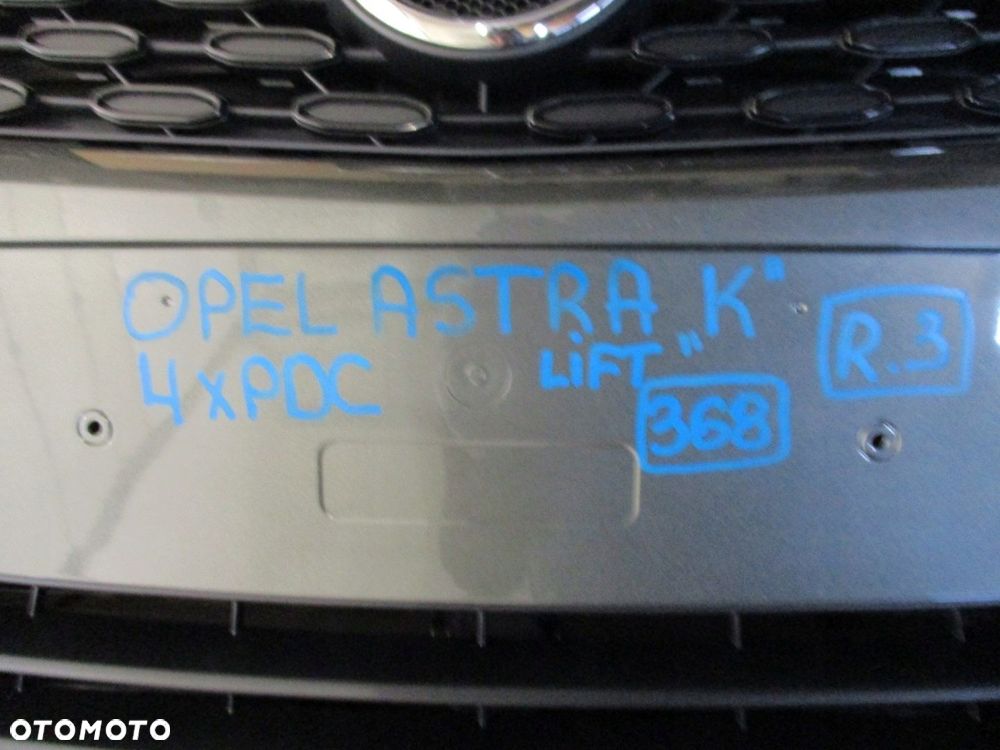 OPEL ASTRA „K"
4xPDC LiFT
R.3
368
OTOMOTO